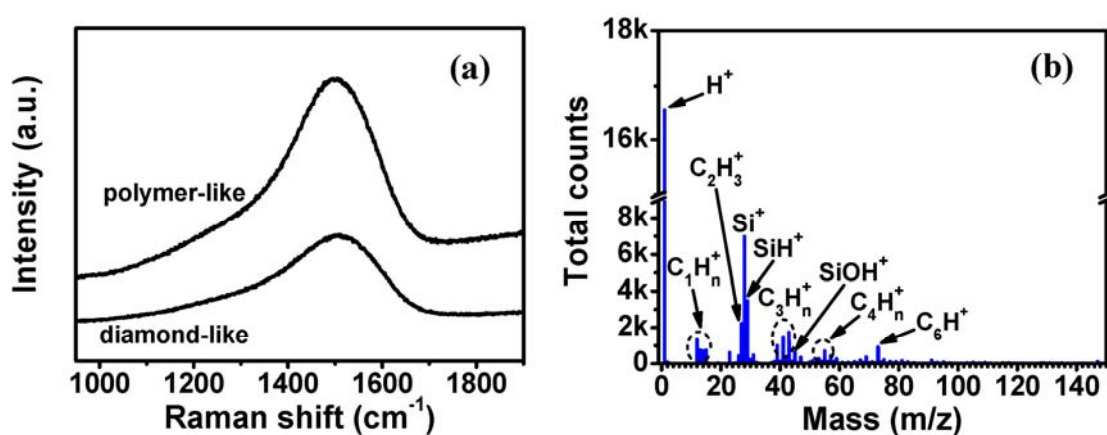 (a)
Intensity (a.u.)
polymer-like
diamond-like
1000 1200 1400 1600 1800
Raman shift (cm⁻¹)
(b)
Total counts
18k
16k
8k
6k
4k
2k
0
H⁺
C₂H₃⁺
Si⁺
SiH⁺
C₁Hₙ⁺
C₃Hₙ⁺
SiOH⁺
C₄Hₙ⁺
C₆H⁺
0 20 40 60 80 100 120 140
Mass (m/z)